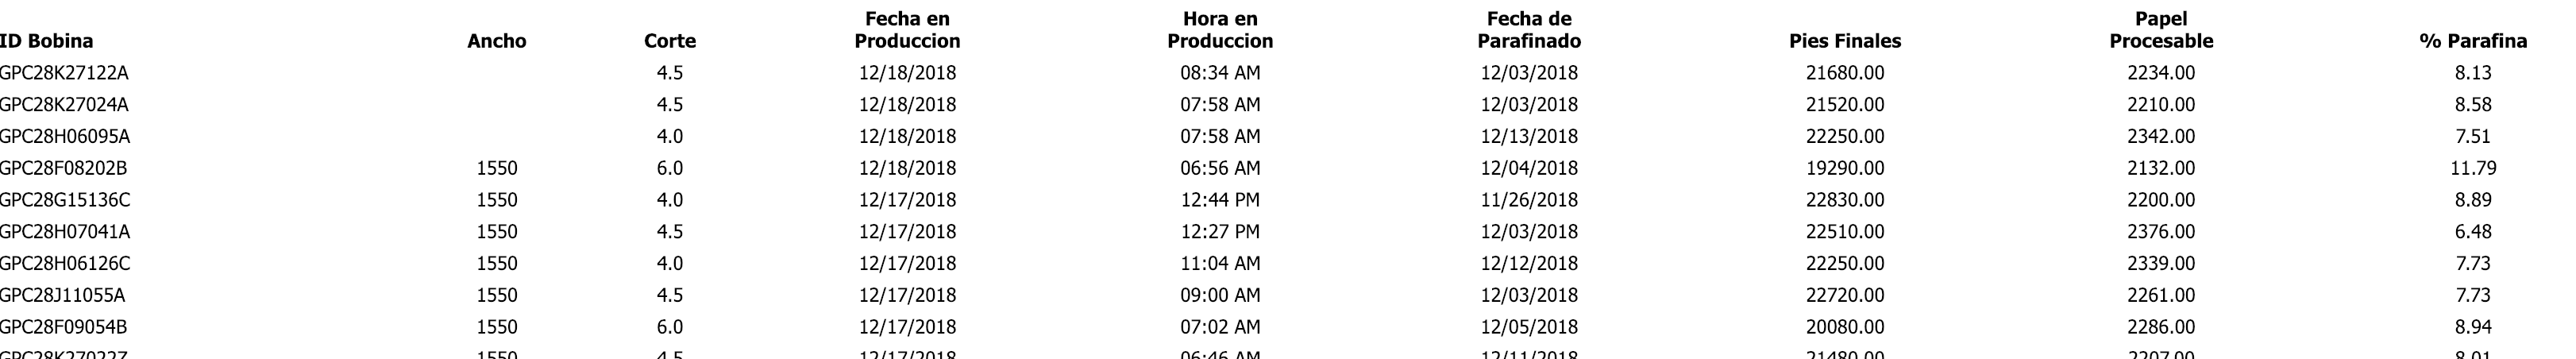 Fecha en Hora en Fecha de Papel
ID Bobina Ancho Corte Produccion Produccion Parafinado Pies Finales Procesable % Parafina
GPC28K27122A 4.5 12/18/2018 08:34 AM 12/03/2018 21680.00 2234.00 8.13
GPC28K27024A 4.5 12/18/2018 07:58 AM 12/03/2018 21520.00 2210.00 8.58
GPC28H06095A 4.0 12/18/2018 07:58 AM 12/13/2018 22250.00 2342.00 7.51
GPC28F08202B 1550 6.0 12/18/2018 06:56 AM 12/04/2018 19290.00 2132.00 11.79
GPC28G15136C 1550 4.0 12/17/2018 12:44 PM 11/26/2018 22830.00 2200.00 8.89
GPC28H07041A 1550 4.5 12/17/2018 12:27 PM 12/03/2018 22510.00 2376.00 6.48
GPC28H06126C 1550 4.0 12/17/2018 11:04 AM 12/12/2018 22250.00 2339.00 7.73
GPC28J11055A 1550 4.5 12/17/2018 09:00 AM 12/03/2018 22720.00 2261.00 7.73
GPC28F09054B 1550 6.0 12/17/2018 07:02 AM 12/05/2018 20080.00 2286.00 8.94
GPC28K27022Z 1550 4.5 12/17/2018 06:46 AM 12/11/2018 21480.00 2207.00 8.01